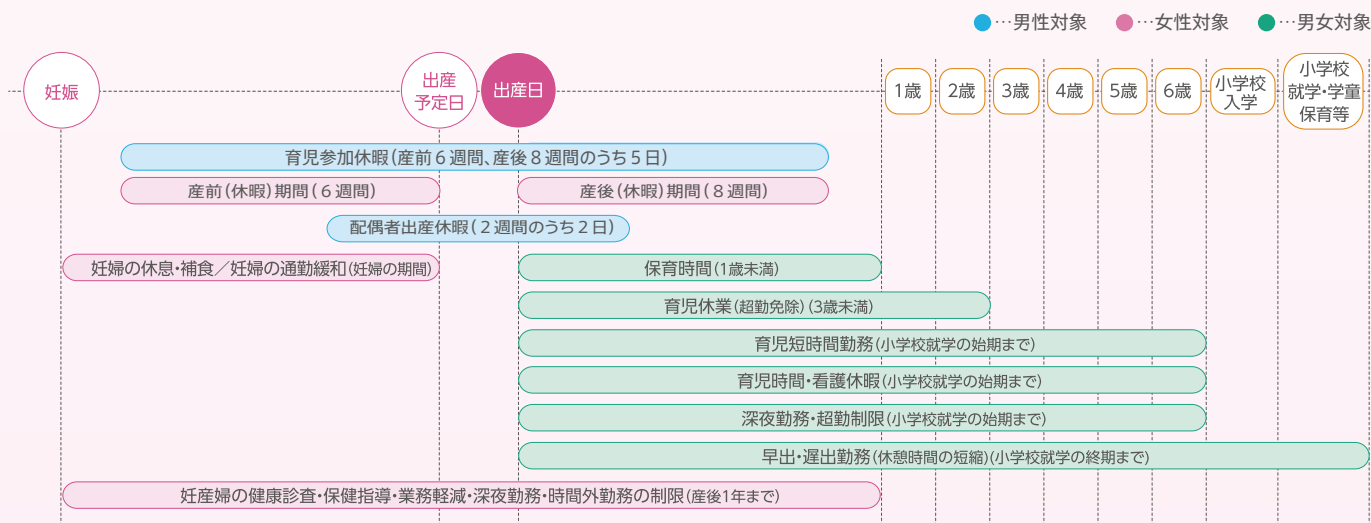 …男性対象 …女性対象 …男女対象
妊娠
出産
予定日
出産日
1歳
2歳
3歳
4歳
5歳
6歳
小学校
入学
小学校
就学・学童
保育等
育児参加休暇(産前6週間、産後8週間のうち5日)
産前(休暇)期間(6週間)
産後(休暇)期間(8週間)
配偶者出産休暇(2週間のうち2日)
妊婦の休息・補食／妊婦の通勤緩和(妊婦の期間)
保育時間(1歳未満)
育児休業(超勤免除)(3歳未満)
育児短時間勤務(小学校就学の始期まで)
育児時間・看護休暇(小学校就学の始期まで)
深夜勤務・超勤制限(小学校就学の始期まで)
早出・遅出勤務(休憩時間の短縮)(小学校就学の終期まで)
妊産婦の健康診査・保健指導・業務軽減・深夜勤務・時間外勤務の制限(産後1年まで)